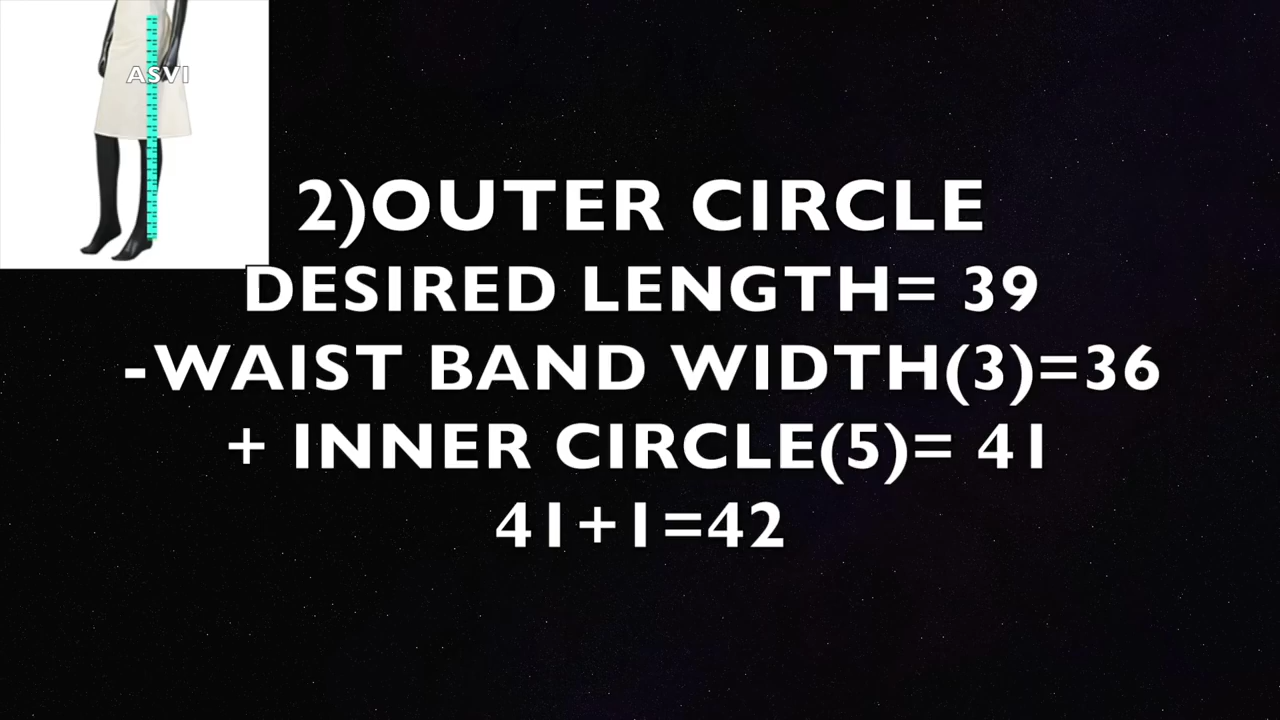 ASVI
2)OUTER CIRCLE
DESIRED LENGTH= 39
-WAIST BAND WIDTH(3)=36
+ INNER CIRCLE(5)= 41
41+1=42